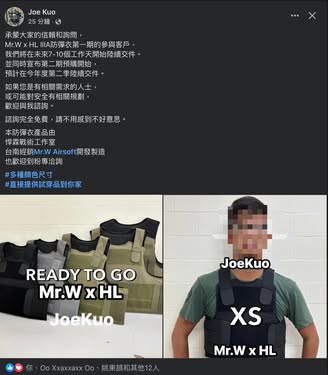 Joe Kuo
25 分鐘 ·
承蒙大家的信賴和詢問，
Mr.W x HL IIIA防彈衣第一期的參與客戶，
我們將在未來7-10個工作天開始陸續交件。
並同時宣布第二期預購開始，
預計在今年度第二季陸續交件。
如果您是有相關需求的人士，
或可能對安全有相關規劃，
歡迎與我諮詢。
諮詢完全免費，請不用感到不好意思。
本防彈衣產品由
悍霖戰術工作室
台南經銷Mr.W Airsoft開發製造
也歡迎到粉專洽詢
#多種顏色尺寸
#直接提供試穿品到你家
READY TO GO
Mr.W x HL
JoeKuo
JoeKuo
XS
Mr.W x HL
你、Oo Xxaxxaxx Oo、姚東頡和其他12人